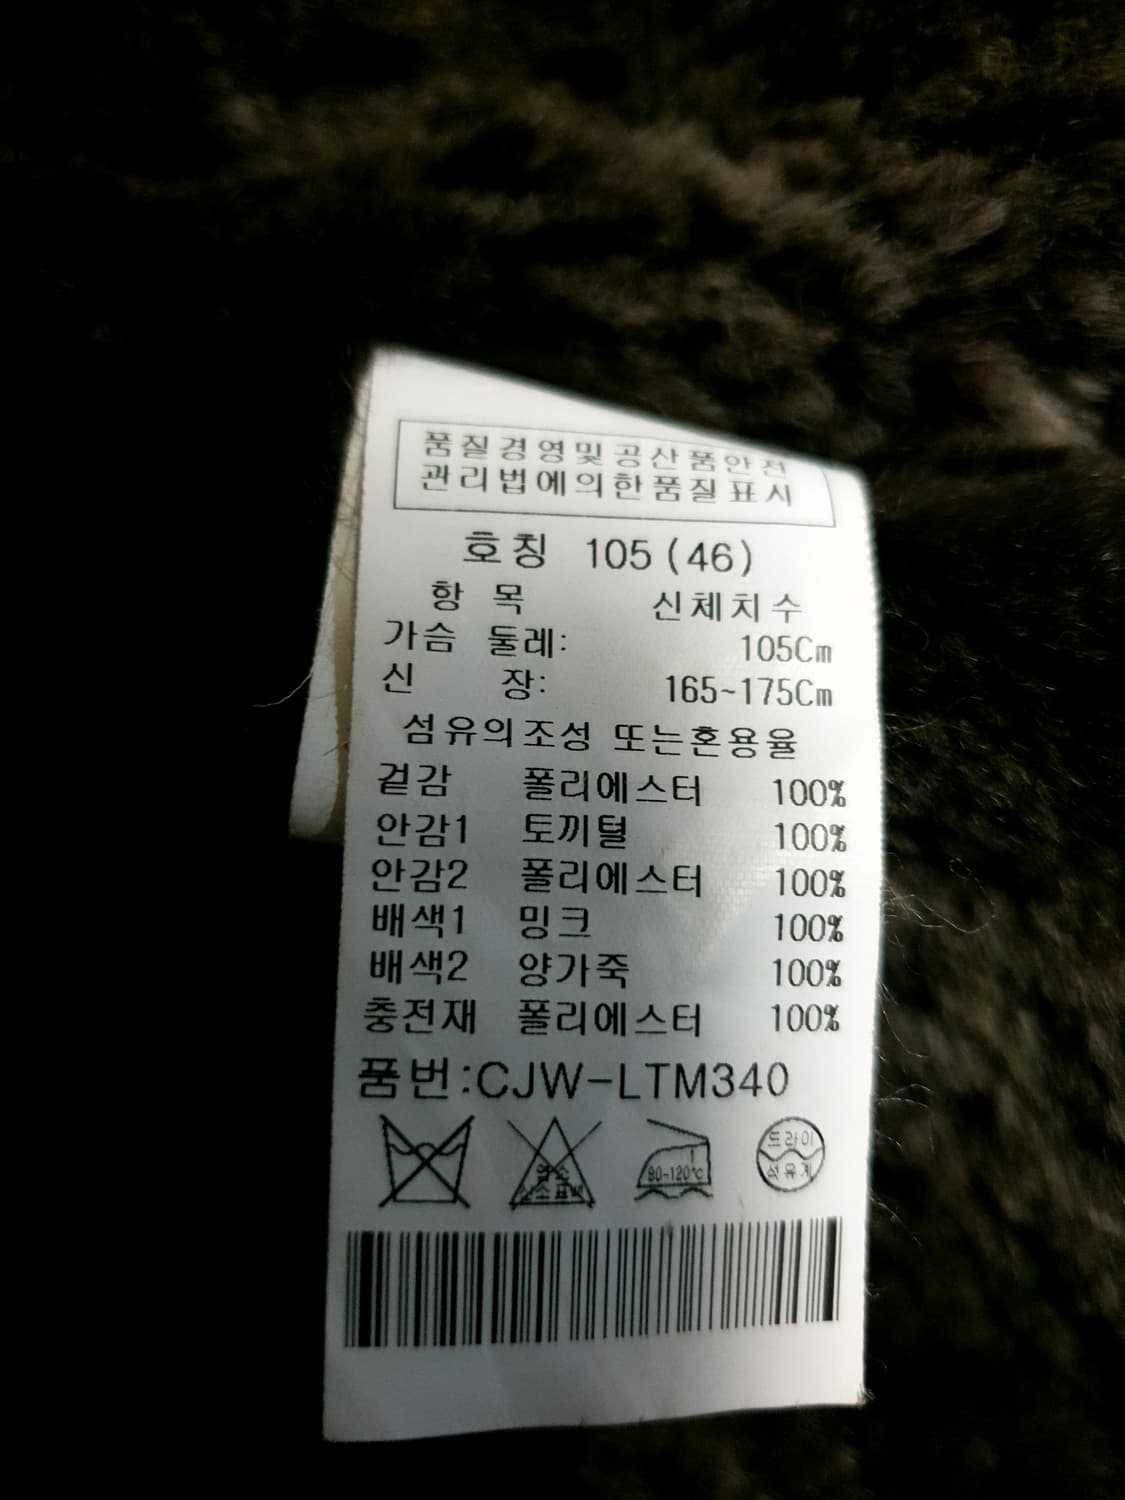 품질경영및공산품안전
관리법에의한품질표시
호칭 105 (46)
항 목 신체치수
가슴 둘레: 105Cm
신 장: 165~175Cm
섬유의조성 또는혼용율
겉감 폴리에스터 100%
안감1 토끼털 100%
안감2 폴리에스터 100%
배색1 밍크 100%
배색2 양가죽 100%
충전재 폴리에스터 100%
품번:CJW-LTM340
80~120℃ 드라이
석유계